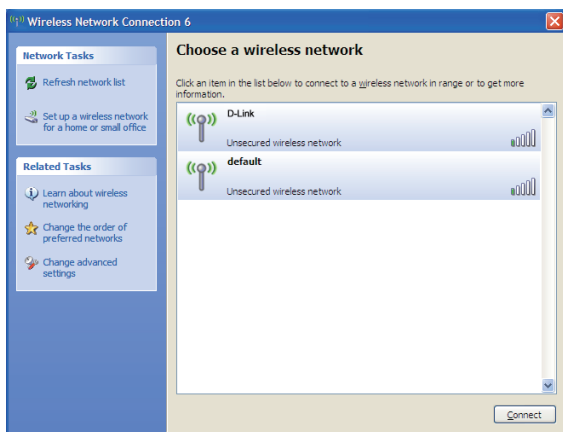 Wireless Network Connection 6
Network Tasks
Refresh network list
Set up a wireless network
for a home or small office
Related Tasks
Learn about wireless
networking
Change the order of
preferred networks
Change advanced
settings
Choose a wireless network
Click an item in the list below to connect to a wireless network in range or to get more
information.
D-Link
Unsecured wireless network
default
Unsecured wireless network
Connect